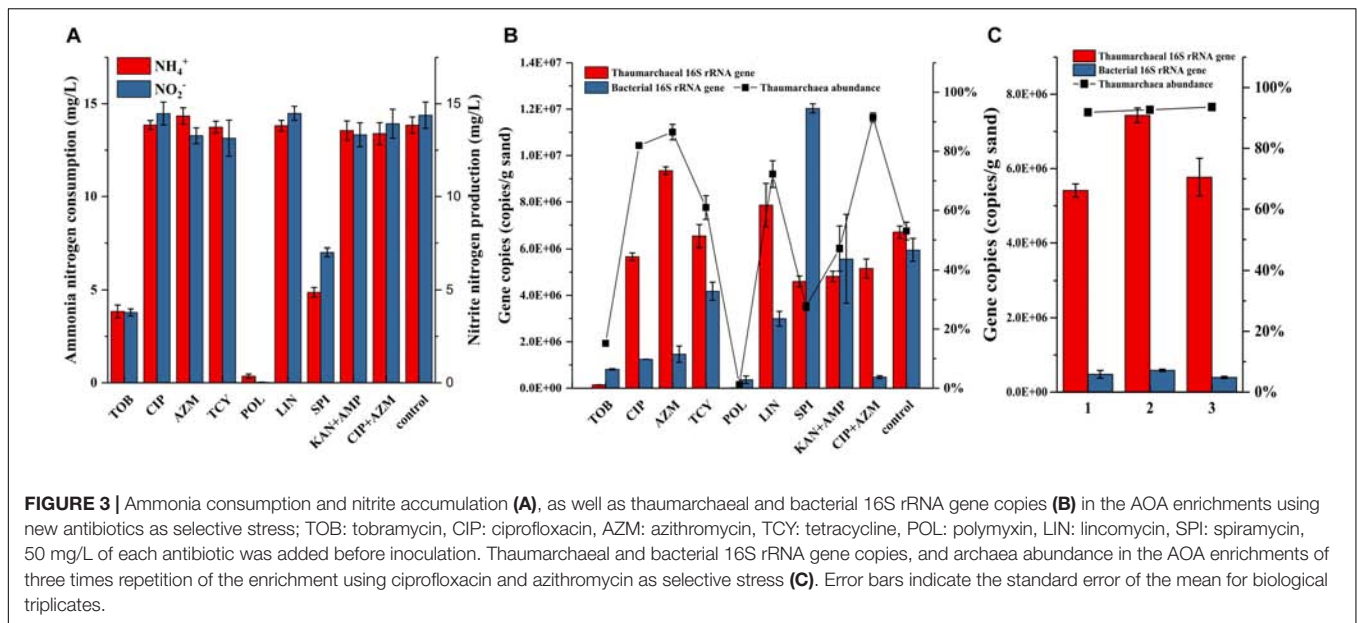 A
NH₄⁺
NO₂⁻
Ammonia nitrogen consumption (mg/L)
15
10
5
0
Nitrite nitrogen production (mg/L)
15
10
5
0
TOB
CIP
AZM
TCY
POL
LIN
SPI
KAN+AMP
CIP+AZM
control
B
Thaumarchaeal 16S rRNA gene
Bacterial 16S rRNA gene
Thaumarchaea abundance
Gene copies (copies/g sand)
1.4E+07
1.2E+07
1.0E+07
8.0E+06
6.0E+06
4.0E+06
2.0E+06
0.0E+00
100%
80%
60%
40%
20%
0%
TOB
CIP
AZM
TCY
POL
LIN
SPI
KAN+AMP
CIP+AZM
control
C
Thaumarchaeal 16S rRNA gene
Bacterial 16S rRNA gene
Thaumarchaea abundance
Gene copies (copies/g sand)
8.0E+06
6.0E+06
4.0E+06
2.0E+06
0.0E+00
100%
80%
60%
40%
20%
0%
1
2
3
FIGURE 3 | Ammonia consumption and nitrite accumulation (A), as well as thaumarchaeal and bacterial 16S rRNA gene copies (B) in the AOA enrichments using
new antibiotics as selective stress; TOB: tobramycin, CIP: ciprofloxacin, AZM: azithromycin, TCY: tetracycline, POL: polymyxin, LIN: lincomycin, SPI: spiramycin,
50 mg/L of each antibiotic was added before inoculation. Thaumarchaeal and bacterial 16S rRNA gene copies, and archaea abundance in the AOA enrichments of
three times repetition of the enrichment using ciprofloxacin and azithromycin as selective stress (C). Error bars indicate the standard error of the mean for biological
triplicates.